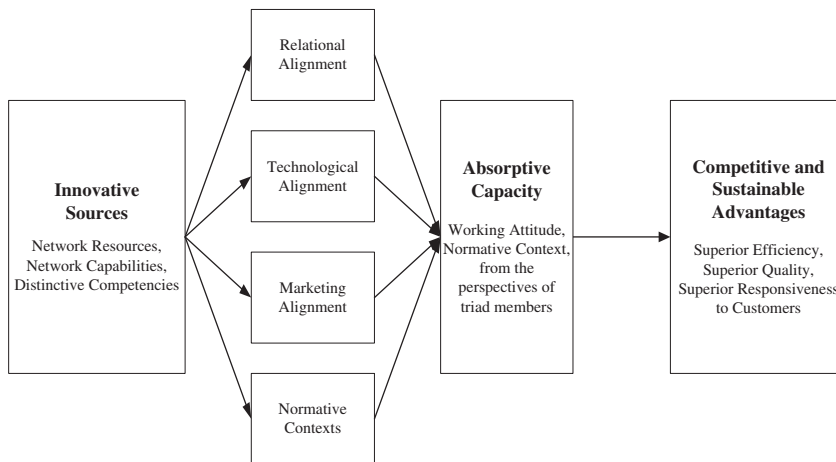 Innovative
Sources
Network Resources,
Network Capabilities,
Distinctive Competencies
Relational
Alignment
Technological
Alignment
Marketing
Alignment
Normative
Contexts
Absorptive
Capacity
Working Attitude,
Normative Context,
from the
perspectives of
triad members
Competitive and
Sustainable
Advantages
Superior Efficiency,
Superior Quality,
Superior Responsiveness
to Customers